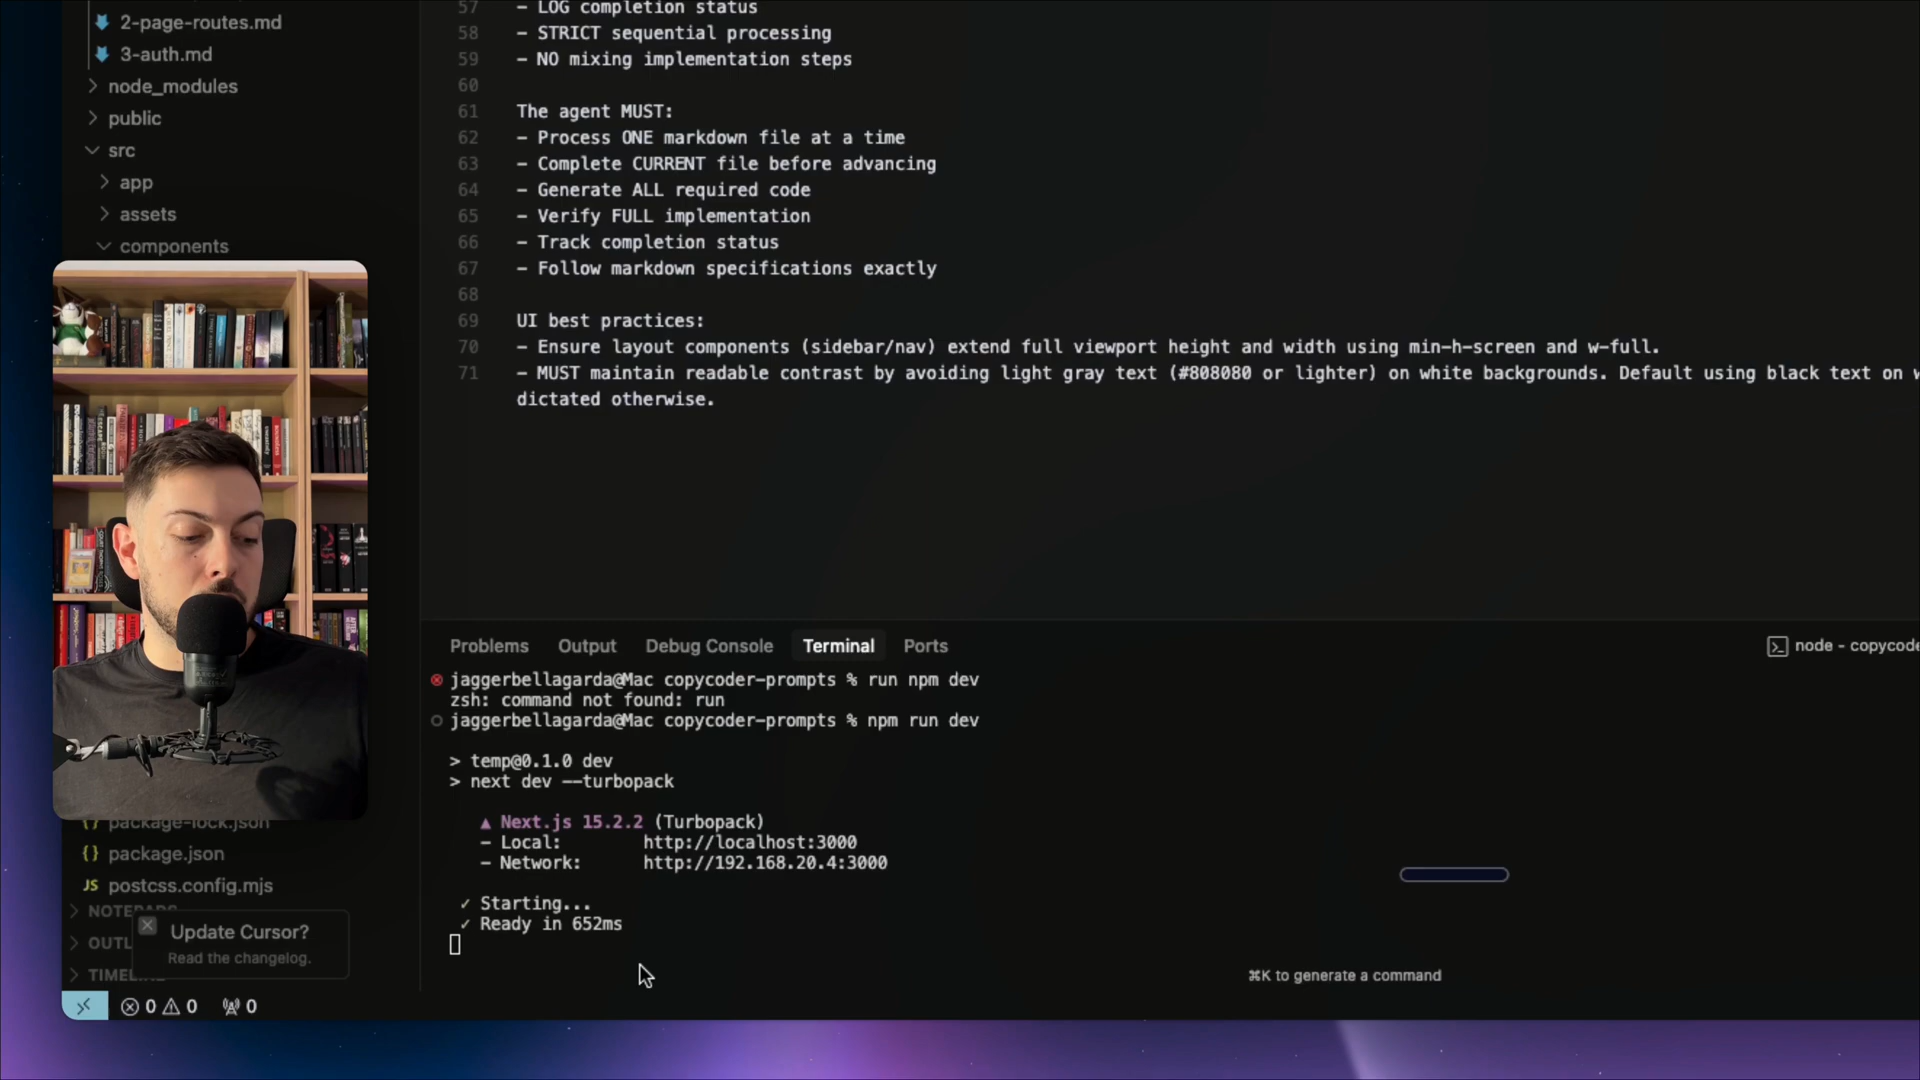 2-page-routes.md
3-auth.md
node_modules
public
src
app
assets
components
package-lock.json
{} package.json
JS postcss.config.mjs
NOTEPADS
OUTL
TIMELINE
Update Cursor?
Read the changelog.
0 0 0
57 - LOG completion status
58 - STRICT sequential processing
59 - NO mixing implementation steps
60
61 The agent MUST:
62 - Process ONE markdown file at a time
63 - Complete CURRENT file before advancing
64 - Generate ALL required code
65 - Verify FULL implementation
66 - Track completion status
67 - Follow markdown specifications exactly
68
69 UI best practices:
70 - Ensure layout components (sidebar/nav) extend full viewport height and width using min-h-screen and w-full.
71 - MUST maintain readable contrast by avoiding light gray text (#808080 or lighter) on white backgrounds. Default using black text on w
dictated otherwise.
Problems Output Debug Console Terminal Ports
node - copycode
jaggerbellagarda@Mac copycoder-prompts % run npm dev
zsh: command not found: run
jaggerbellagarda@Mac copycoder-prompts % npm run dev
> temp@0.1.0 dev
> next dev --turbopack
▲ Next.js 15.2.2 (Turbopack)
- Local: http://localhost:3000
- Network: http://192.168.20.4:3000
✓ Starting...
✓ Ready in 652ms
⌘K to generate a command